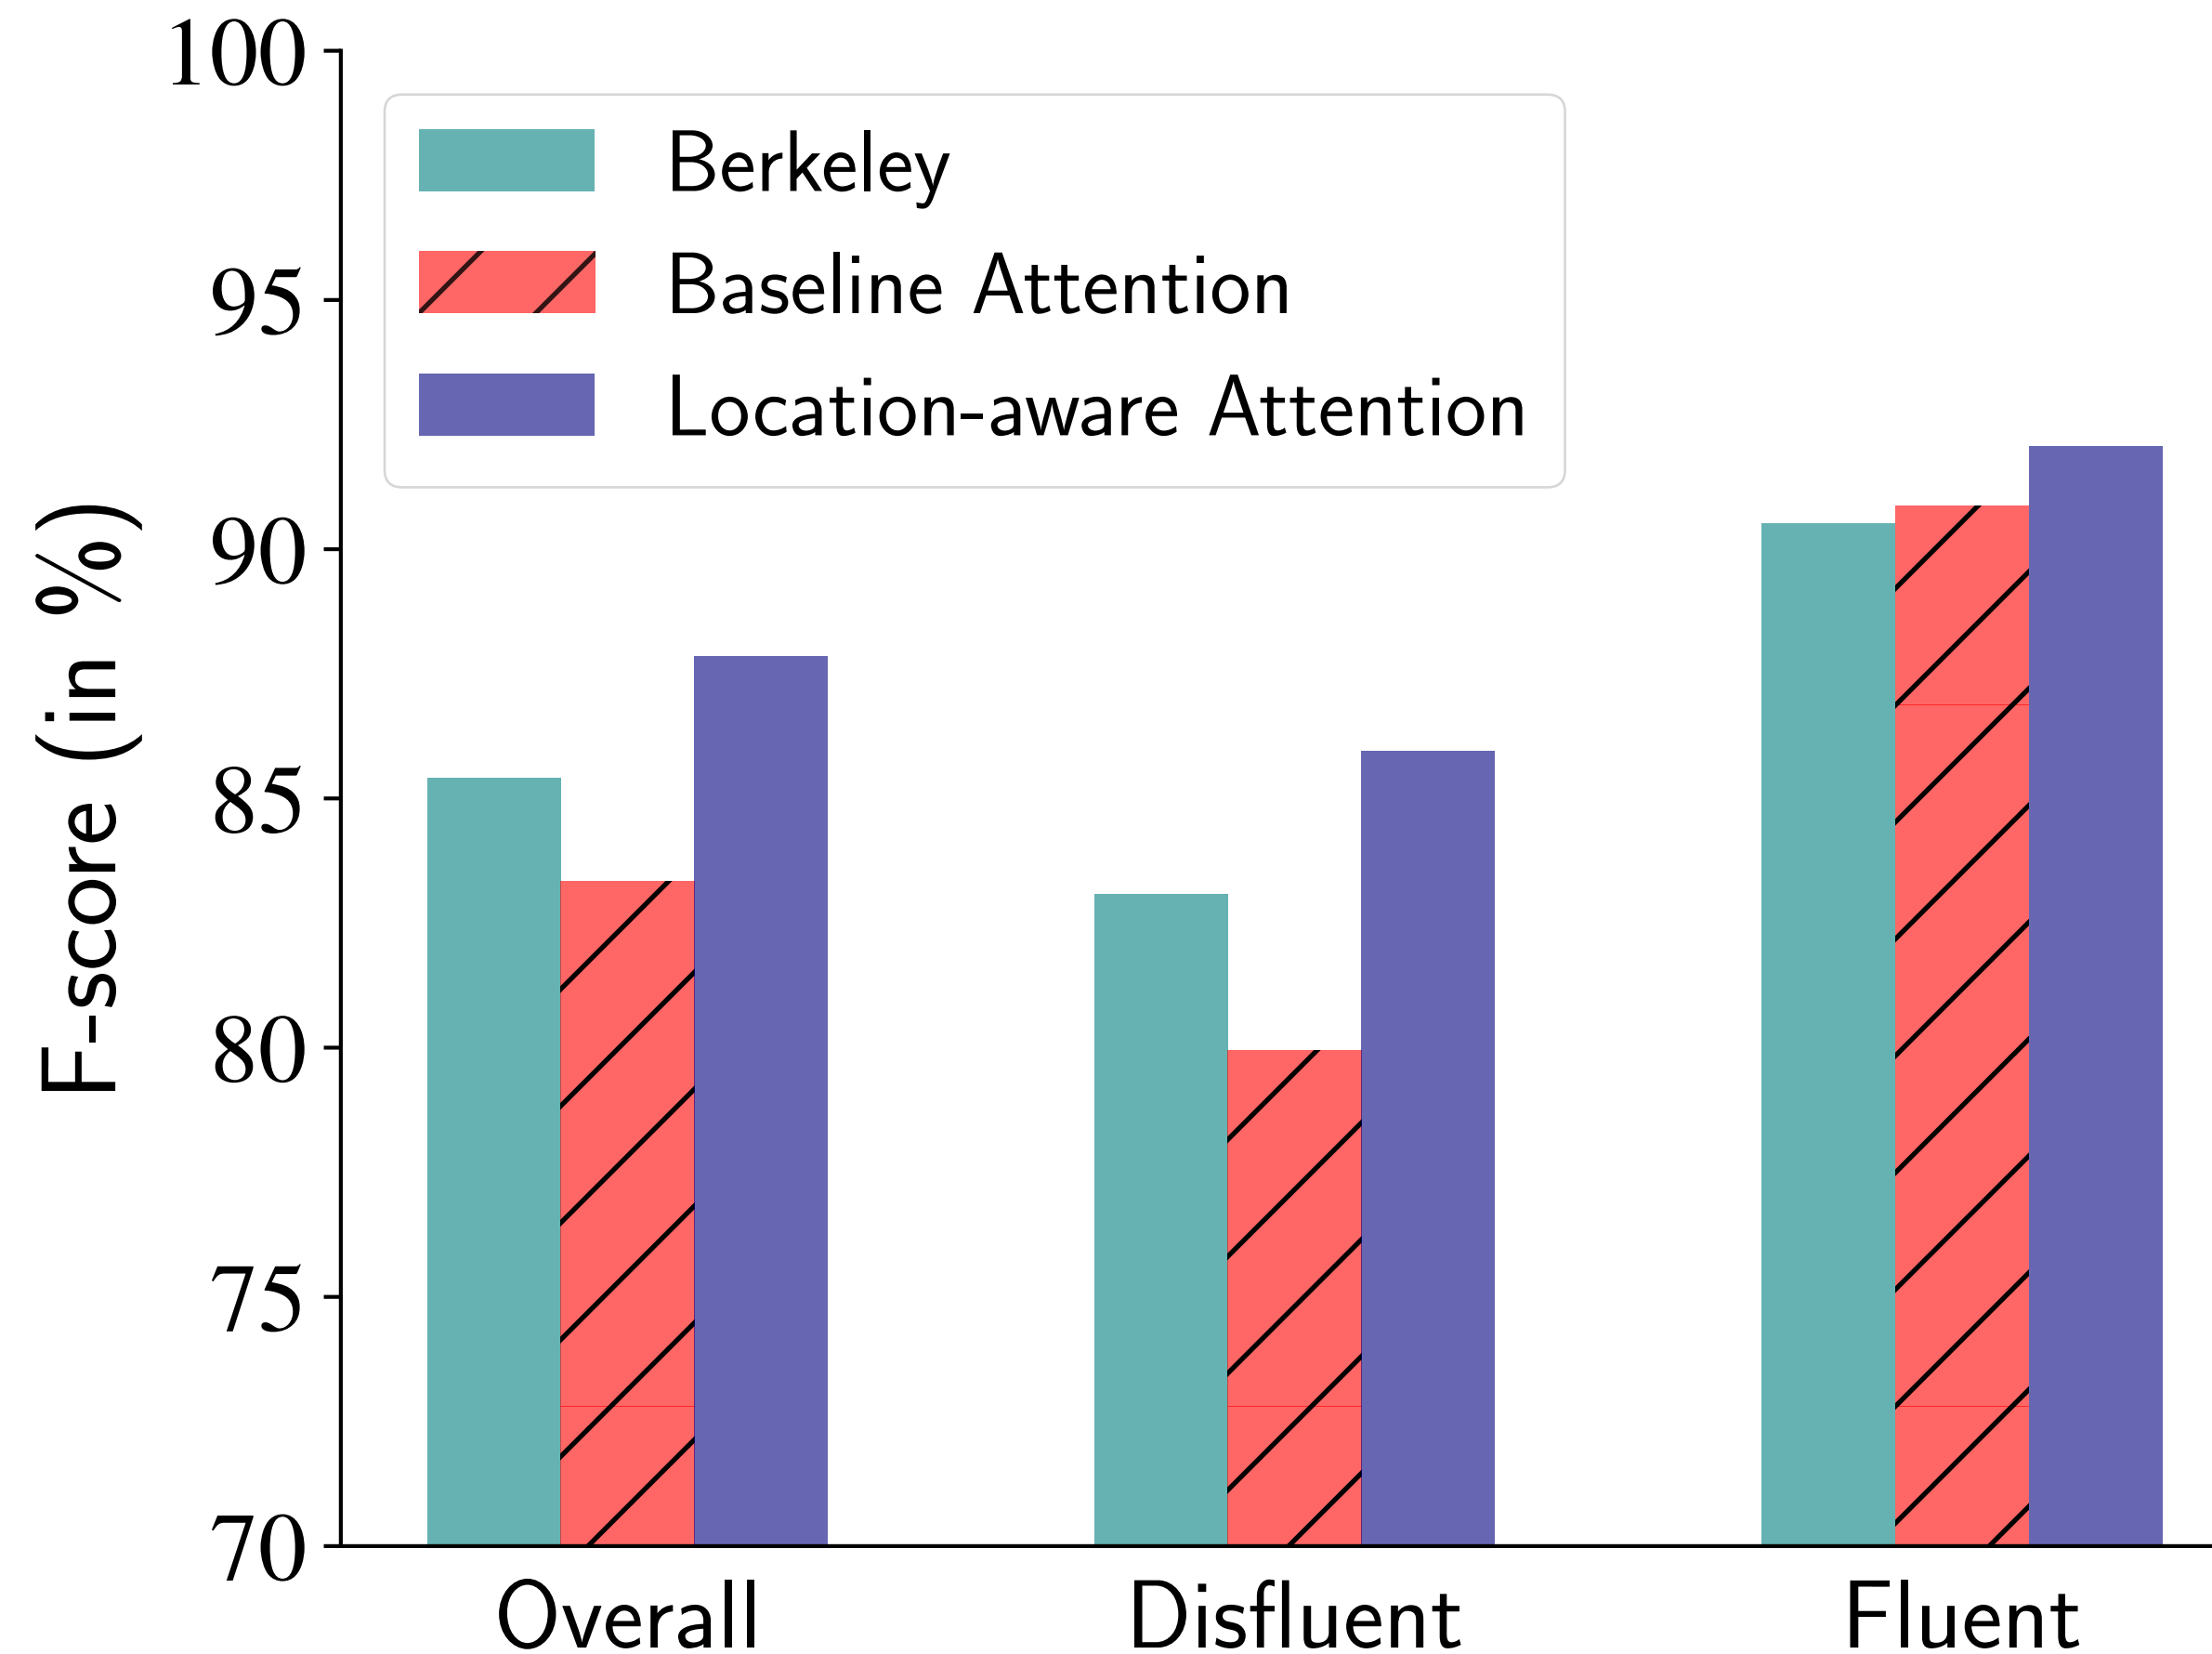 F-score (in %)
100
95
90
85
80
75
70
Berkeley
Baseline Attention
Location-aware Attention
Overall
Disfluent
Fluent